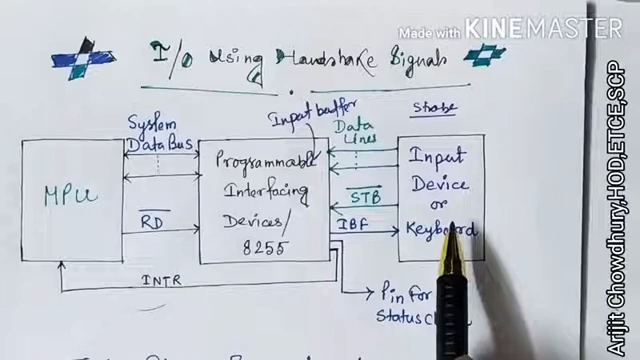 Made with KINEMASTER
I/O Using Handshake Signals
Input buffer
Strobe
System
Data Bus
Data
Lines
MPU
Programmable
Interfacing
Devices/
8255
Input
Device
or
Keyboard
STB
RD
IBF
INTR
Pin for
Status
Arijit Chowdhury,HOD,ETCE,SCP